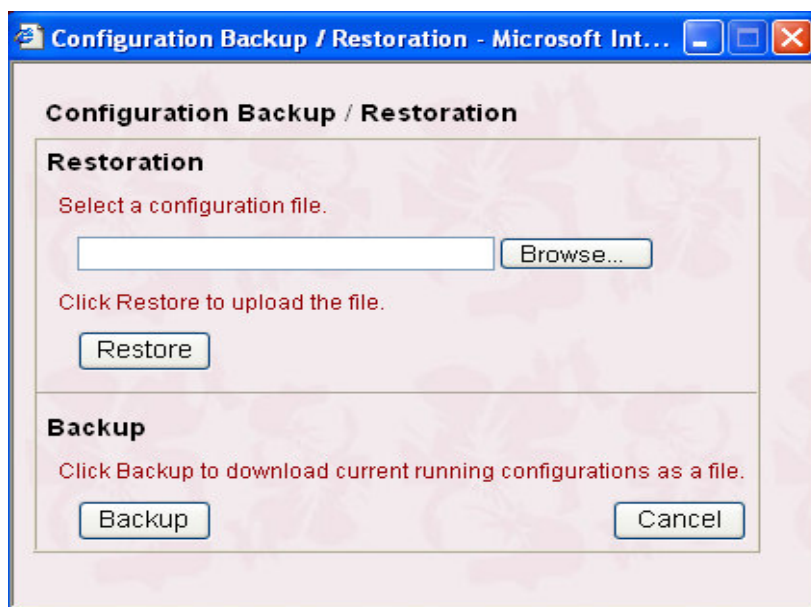 Configuration Backup / Restoration - Microsoft Int...
Configuration Backup / Restoration
Restoration
Select a configuration file.
Browse...
Click Restore to upload the file.
Restore
Backup
Click Backup to download current running configurations as a file.
Backup Cancel